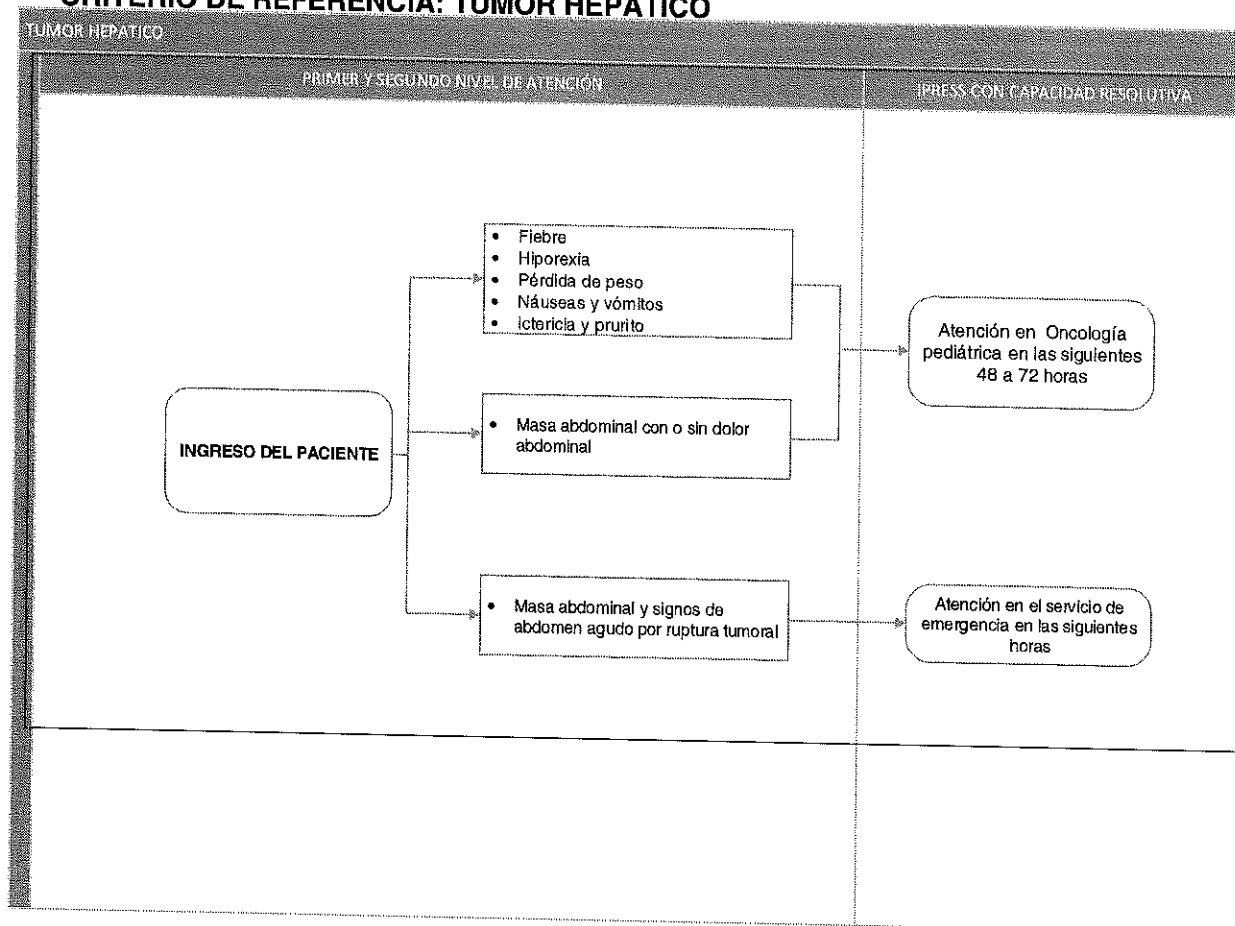 CRITERIO DE REFERENCIA: TUMOR HEPÁTICO
TUMOR HEPÁTICO
PRIMER Y SEGUNDO NIVEL DE ATENCIÓN
IPRESS CON CAPACIDAD RESOLUTIVA
• Fiebre
• Hiporexia
• Pérdida de peso
• Náuseas y vómitos
• Ictericia y prurito
Atención en Oncología
pediátrica en las siguientes
48 a 72 horas
• Masa abdominal con o sin dolor
abdominal
INGRESO DEL PACIENTE
• Masa abdominal y signos de
abdomen agudo por ruptura tumoral
Atención en el servicio de
emergencia en las siguientes
horas